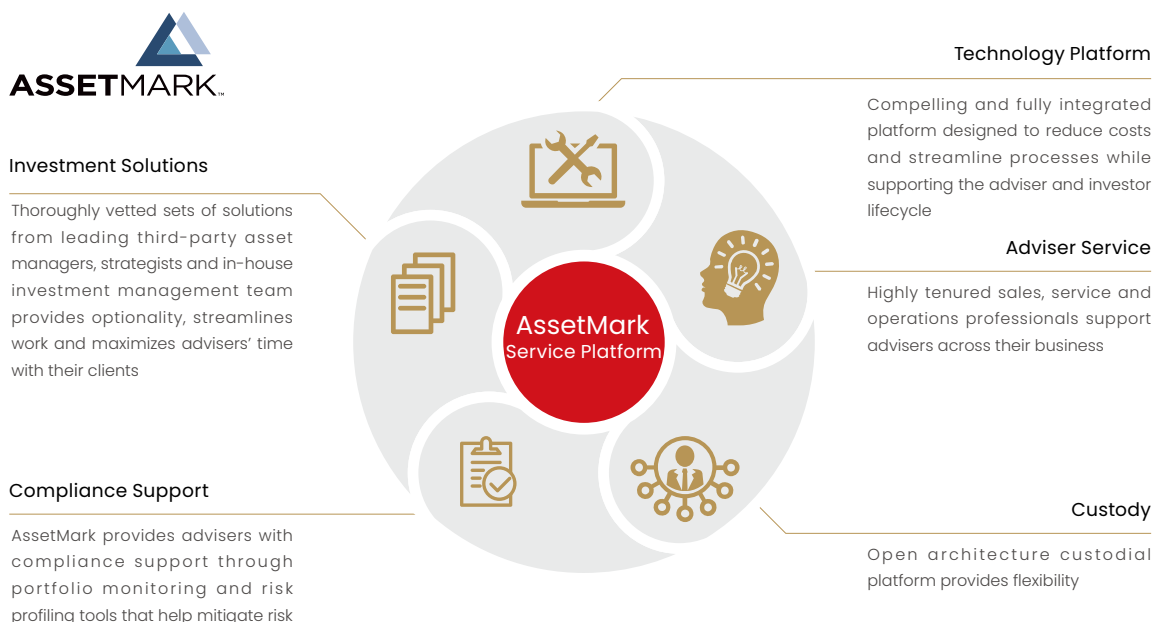 ASSETMARK™
Investment Solutions
Thoroughly vetted sets of solutions
from leading third-party asset
managers, strategists and in-house
investment management team
provides optionality, streamlines
work and maximizes advisers’ time
with their clients
Compliance Support
AssetMark provides advisers with
compliance support through
portfolio monitoring and risk
profiling tools that help mitigate risk
AssetMark
Service Platform
Technology Platform
Compelling and fully integrated
platform designed to reduce costs
and streamline processes while
supporting the adviser and investor
lifecycle
Adviser Service
Highly tenured sales, service and
operations professionals support
advisers across their business
Custody
Open architecture custodial
platform provides flexibility